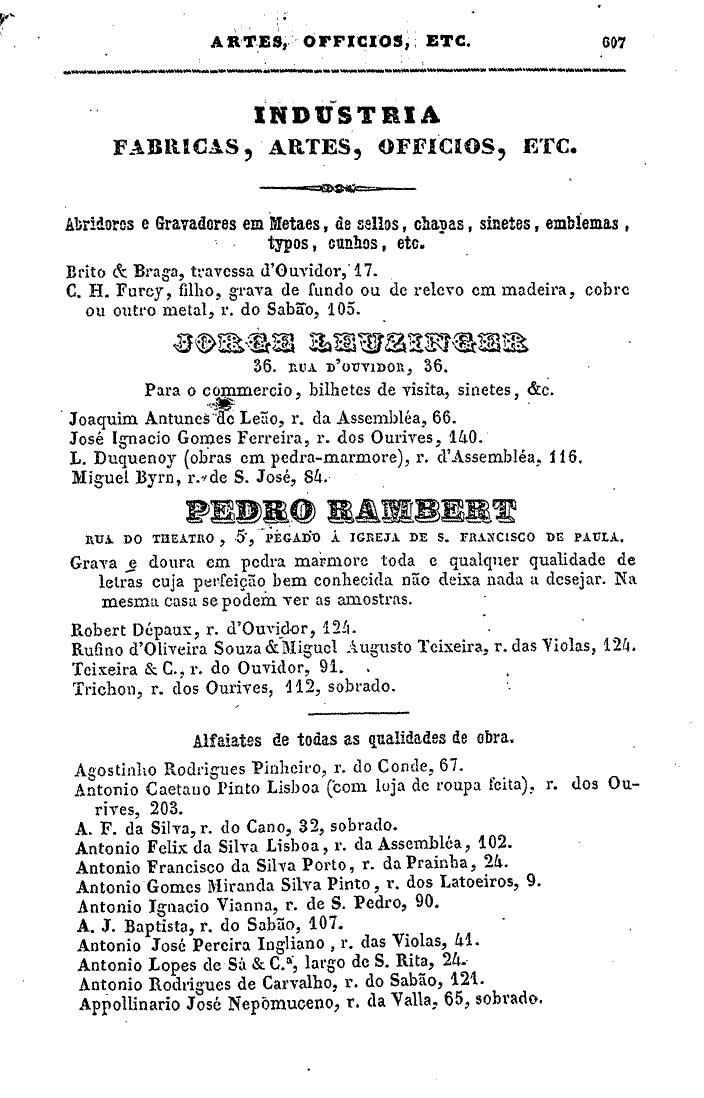 ARTES, OFFICIOS, ETC. 607
INDUSTRIA
FABRICAS, ARTES, OFFICIOS, ETC.
Abridores e Gravadores em Metaes, de sellos, chapas, sinetes, emblemas,
typos, cunhos, etc.
Brito & Braga, travessa d'Ouvidor, 17.
C. H. Furcy, filho, grava de fundo ou de relevo em madeira, cobre
ou outro metal, r. do Sabão, 105.
JORGE LEUZINGER
36. RUA D'OUVIDOR, 36.
Para o commercio, bilhetes de visita, sinetes, &c.
Joaquim Antunes de Leão, r. da Assembléa, 66.
José Ignacio Gomes Ferreira, r. dos Ourives, 140.
L. Duquenoy (obras em pedra-marmore), r. d'Assembléa, 116.
Miguel Byrn, r. de S. José, 84.
PEDRO RAMBERT
RUA DO THEATRO, 5, PEGADO Á IGREJA DE S. FRANCISCO DE PAULA.
Grava e doura em pedra marmore toda e qualquer qualidade de
letras cuja perfeição bem conhecida não deixa nada a desejar. Na
mesma casa se podem ver as amostras.
Robert Dépaux, r. d'Ouvidor, 124.
Rufino d'Oliveira Souza & Miguel Augusto Teixeira, r. das Violas, 124.
Teixeira & C., r. do Ouvidor, 91.
Trichon, r. dos Ourives, 112, sobrado.
Alfaiates de todas as qualidades de obra.
Agostinho Rodrigues Pinheiro, r. do Conde, 67.
Antonio Caetano Pinto Lisboa (com loja de roupa feita), r. dos Ou-
rives, 203.
A. F. da Silva, r. do Cano, 32, sobrado.
Antonio Felix da Silva Lisboa, r. da Assembléa, 102.
Antonio Francisco da Silva Porto, r. da Prainha, 24.
Antonio Gomes Miranda Silva Pinto, r. dos Latoeiros, 9.
Antonio Ignacio Vianna, r. de S. Pedro, 90.
A. J. Baptista, r. do Sabão, 107.
Antonio José Pereira Ingliano, r. das Violas, 41.
Antonio Lopes de Sá & C.ª, largo de S. Rita, 24.
Antonio Rodrigues de Carvalho, r. do Sabão, 121.
Appollinario José Nepomuceno, r. da Valla, 65, sobrado.